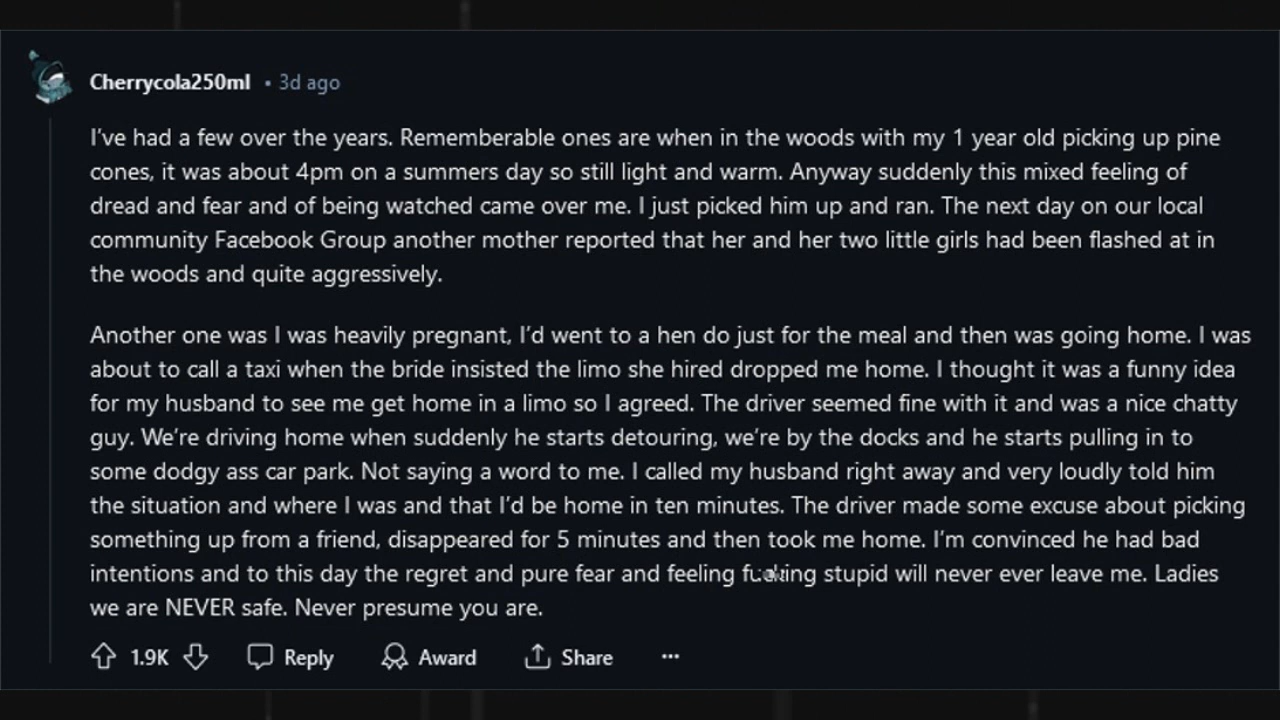 Cherrycola250ml • 3d ago
I've had a few over the years. Rememberable ones are when in the woods with my 1 year old picking up pine
cones, it was about 4pm on a summers day so still light and warm. Anyway suddenly this mixed feeling of
dread and fear and of being watched came over me. I just picked him up and ran. The next day on our local
community Facebook Group another mother reported that her and her two little girls had been flashed at in
the woods and quite aggressively.
Another one was I was heavily pregnant, I'd went to a hen do just for the meal and then was going home. I was
about to call a taxi when the bride insisted the limo she hired dropped me home. I thought it was a funny idea
for my husband to see me get home in a limo so I agreed. The driver seemed fine with it and was a nice chatty
guy. We're driving home when suddenly he starts detouring, we're by the docks and he starts pulling in to
some dodgy ass car park. Not saying a word to me. I called my husband right away and very loudly told him
the situation and where I was and that I'd be home in ten minutes. The driver made some excuse about picking
something up from a friend, disappeared for 5 minutes and then took me home. I'm convinced he had bad
intentions and to this day the regret and pure fear and feeling stupid will never ever leave me. Ladies
we are NEVER safe. Never presume you are.
1.9K Reply Award Share ...